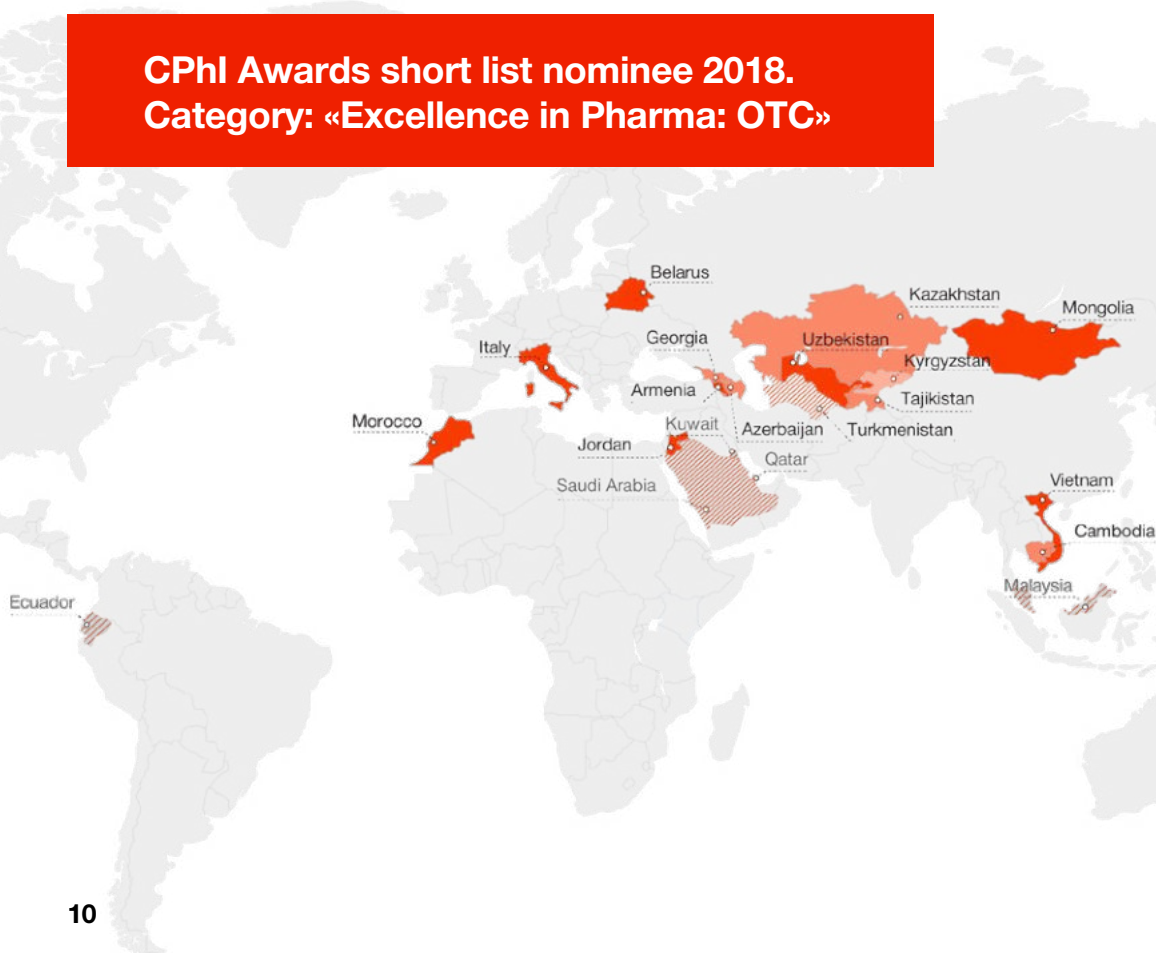 CPhI Awards short list nominee 2018.
Category: «Excellence in Pharma: OTC»
Belarus
Kazakhstan
Mongolia
Georgia
Uzbekistan
Italy
Kyrgyzstan
Armenia
Tajikistan
Morocco
Kuwait
Azerbaijan
Turkmenistan
Jordan
Qatar
Saudi Arabia
Vietnam
Cambodia
Malaysia
Ecuador
10